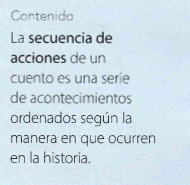 Contenido
La secuencia de
acciones de un
cuento es una serie
de acontecimientos
ordenados según la
manera en que ocurren
en la historia.